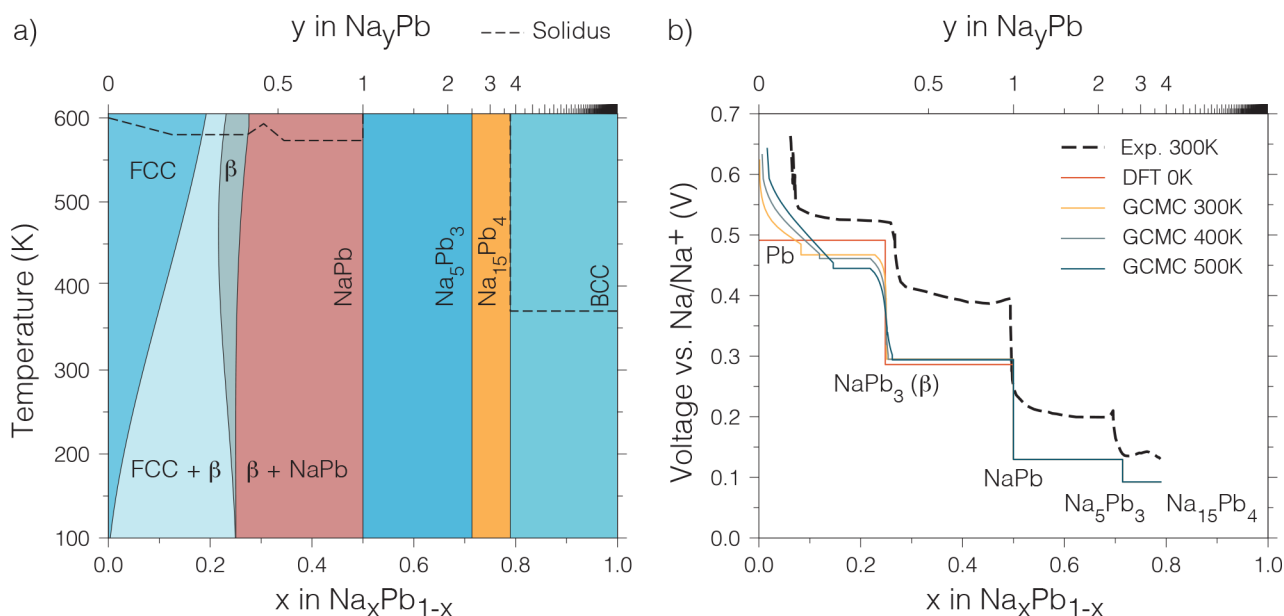 a)
y in NaᵧPb
Solidus
0
0.5
1
2
3
4
600
500
400
300
200
100
Temperature (K)
FCC
β
FCC + β
β + NaPb
NaPb
Na₅Pb₃
Na₁₅Pb₄
BCC
0.0
0.2
0.4
0.6
0.8
1.0
x in NaₓPb₁₋ₓ
b)
y in NaᵧPb
0
0.5
1
2
3
4
0.7
0.6
0.5
0.4
0.3
0.2
0.1
0.0
Voltage vs. Na/Na⁺ (V)
Exp. 300K
DFT 0K
GCMC 300K
GCMC 400K
GCMC 500K
Pb
NaPb₃ (β)
NaPb
Na₅Pb₃
Na₁₅Pb₄
0.0
0.2
0.4
0.6
0.8
1.0
x in NaₓPb₁₋ₓ